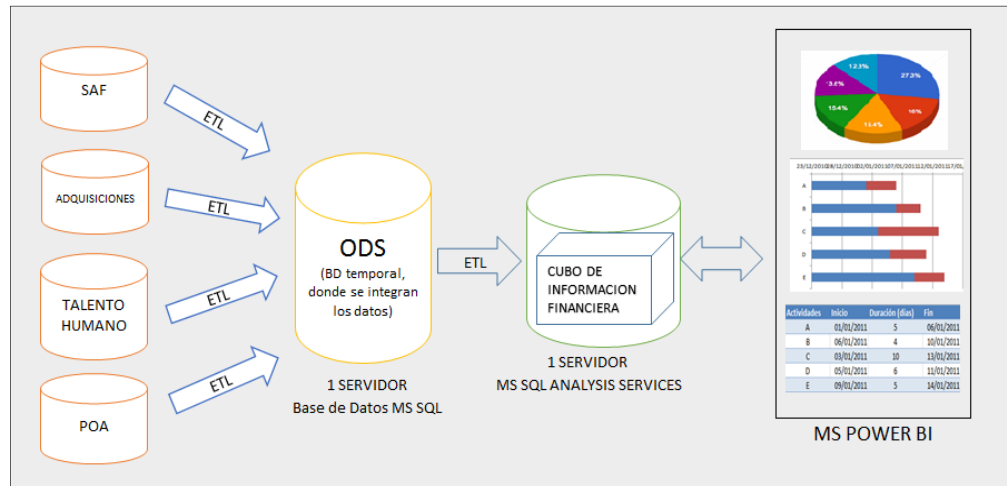 SAF
ADQUISICIONES
TALENTO
HUMANO
POA
ETL
ETL
ETL
ETL
ODS
(BD temporal,
donde se integran
los datos)
1 SERVIDOR
Base de Datos MS SQL
ETL
CUBO DE
INFORMACION
FINANCIERA
1 SERVIDOR
MS SQL ANALYSIS SERVICES
27.3%
16%
15.4%
A
B
C
D
E
Actividades Inicio Duración (días) Fin
A 01/01/2011 5 06/01/2011
B 06/01/2011 4 10/01/2011
C 03/01/2011 10 13/01/2011
D 05/01/2011 6 11/01/2011
E 09/01/2011 5 14/01/2011
MS POWER BI